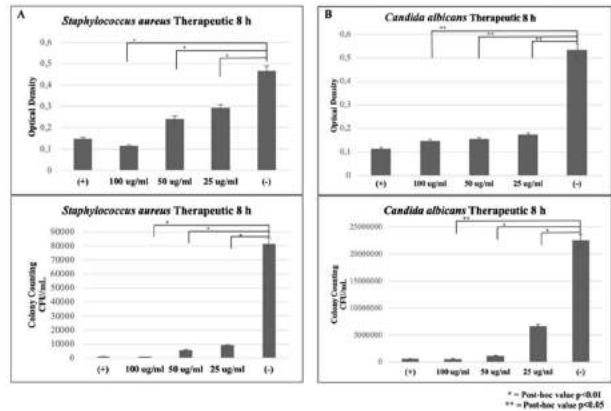 A
Staphylococcus aureus Therapeutic 8 h
Optical Density
0,6
0,5
0,4
0,3
0,2
0,1
0
*
*
*
(+) 100 ug/ml 50 ug/ml 25 ug/ml (-)
B
Candida albicans Therapeutic 8 h
Optical Density
0,6
0,5
0,4
0,3
0,2
0,1
0
**
**
**
(+) 100 ug/ml 50 ug/ml 25 ug/ml (-)
Staphylococcus aureus Therapeutic 8 h
Colony Counting
CFU/mL
90000
80000
70000
60000
50000
40000
30000
20000
10000
0
*
*
*
(+) 100 ug/ml 50 ug/ml 25 ug/ml (-)
Candida albicans Therapeutic 8 h
Colony Counting
CFU/mL
25000000
20000000
15000000
10000000
5000000
0
**
*
*
(+) 100 ug/ml 50 ug/ml 25 ug/ml (-)
* = Post-hoc value p<0.01
** = Post-hoc value p<0.05